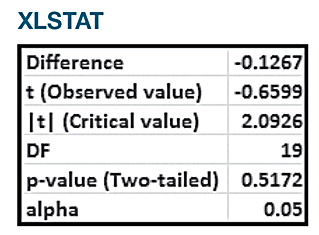 XLSTAT
Difference -0.1267
t (Observed value) -0.6599
|t| (Critical value) 2.0926
DF 19
p-value (Two-tailed) 0.5172
alpha 0.05